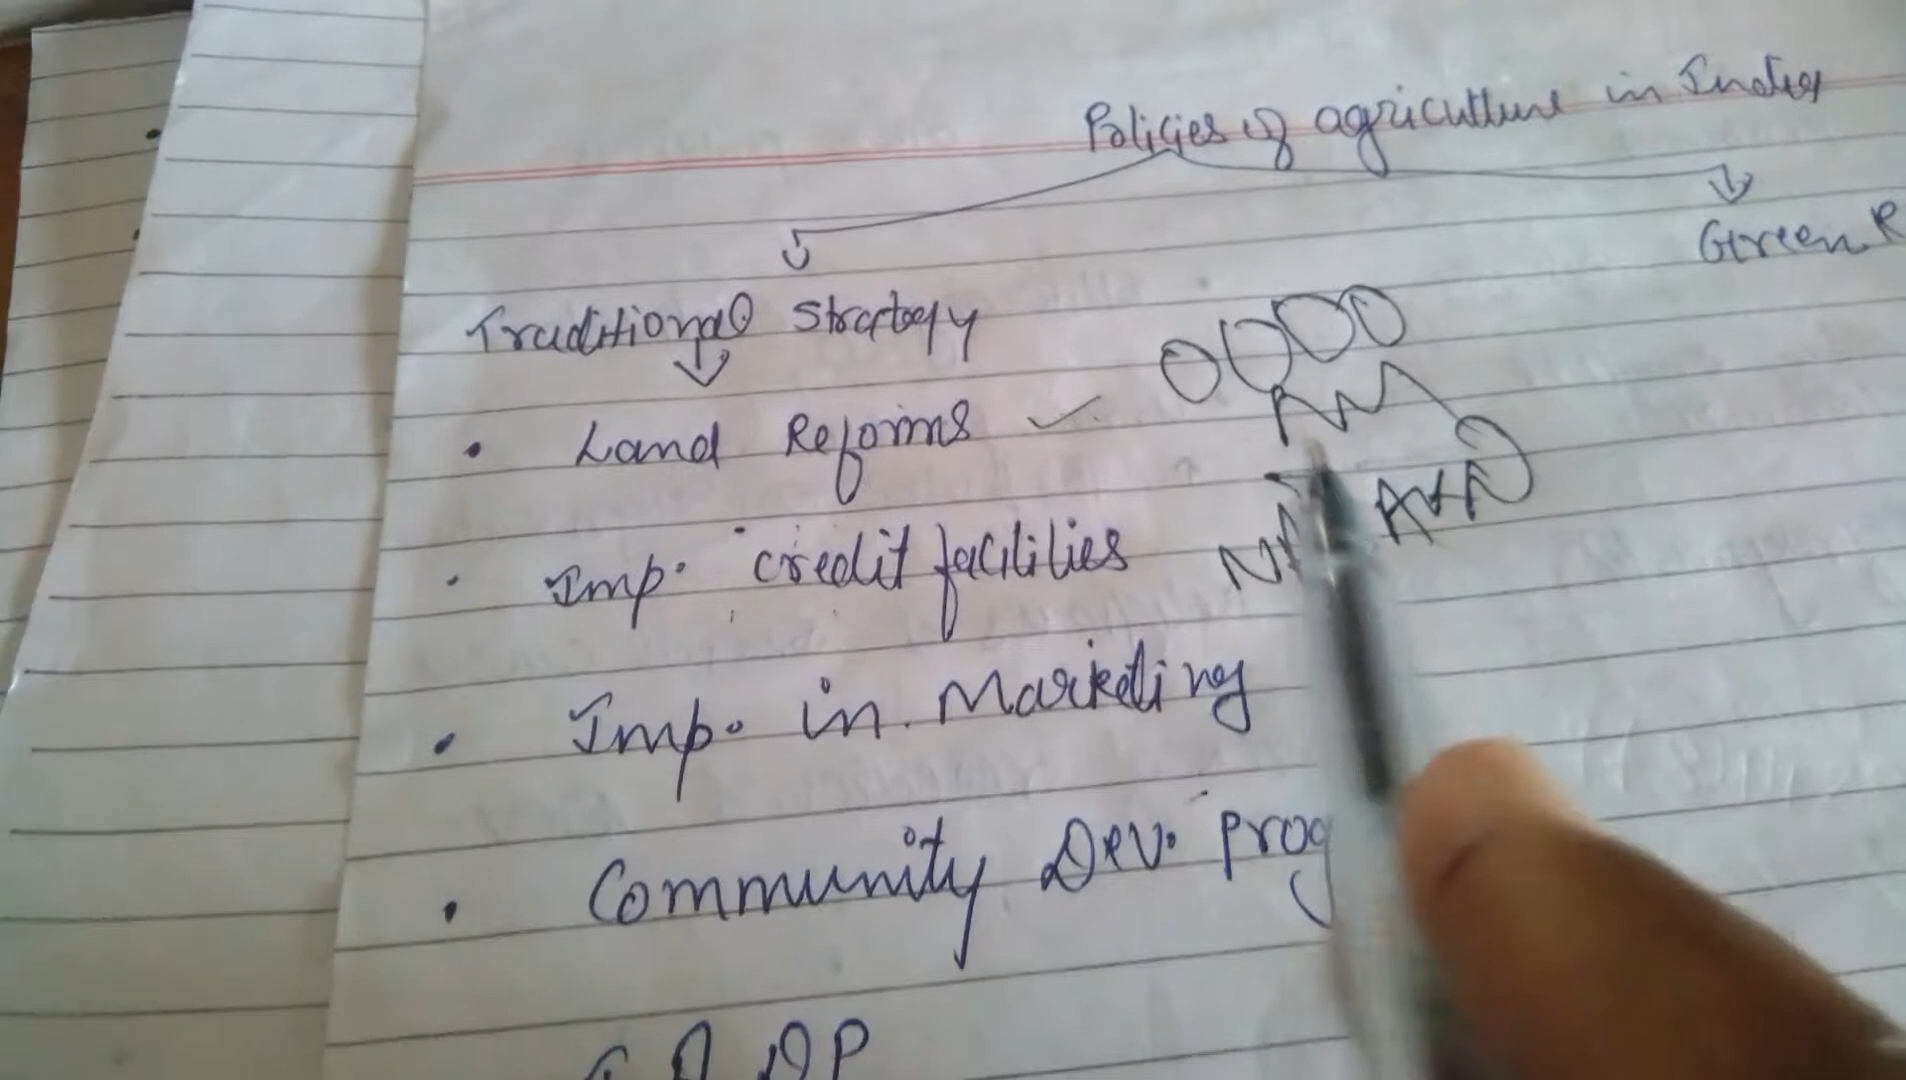 Policies of agriculture in India
Green R
Traditional Strategy
Land Reforms
Imp. credit facilities
Imp. in Marketing
Community Dev. Prog